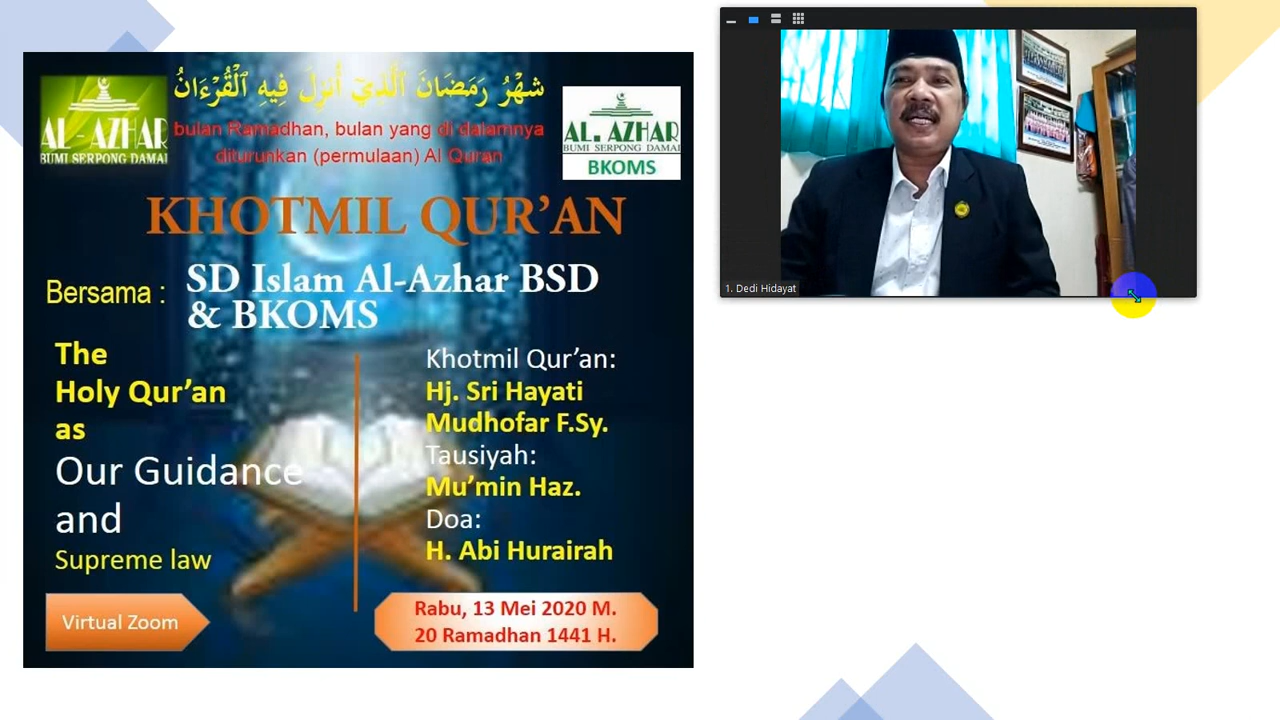 شَهْرُ رَمَضَانَ ٱلَّذِيٓ أُنزِلَ فِيهِ ٱلْقُرْءَانُ
bulan Ramadhan, bulan yang di dalamnya
diturunkan (permulaan) Al Quran
AL-AZHAR
BUMI SERPONG DAMAI
AL. AZHAR
BUMI SERPONG DAMAI
BKOMS
KHOTMIL QUR’AN
Bersama :
SD Islam Al-Azhar BSD
& BKOMS
The
Holy Qur’an
as
Our Guidance
and
Supreme law
Khotmil Qur’an:
Hj. Sri Hayati
Mudhofar F.Sy.
Tausiyah:
Mu’min Haz.
Doa:
H. Abi Hurairah
Virtual Zoom
Rabu, 13 Mei 2020 M.
20 Ramadhan 1441 H.
1. Dedi Hidayat